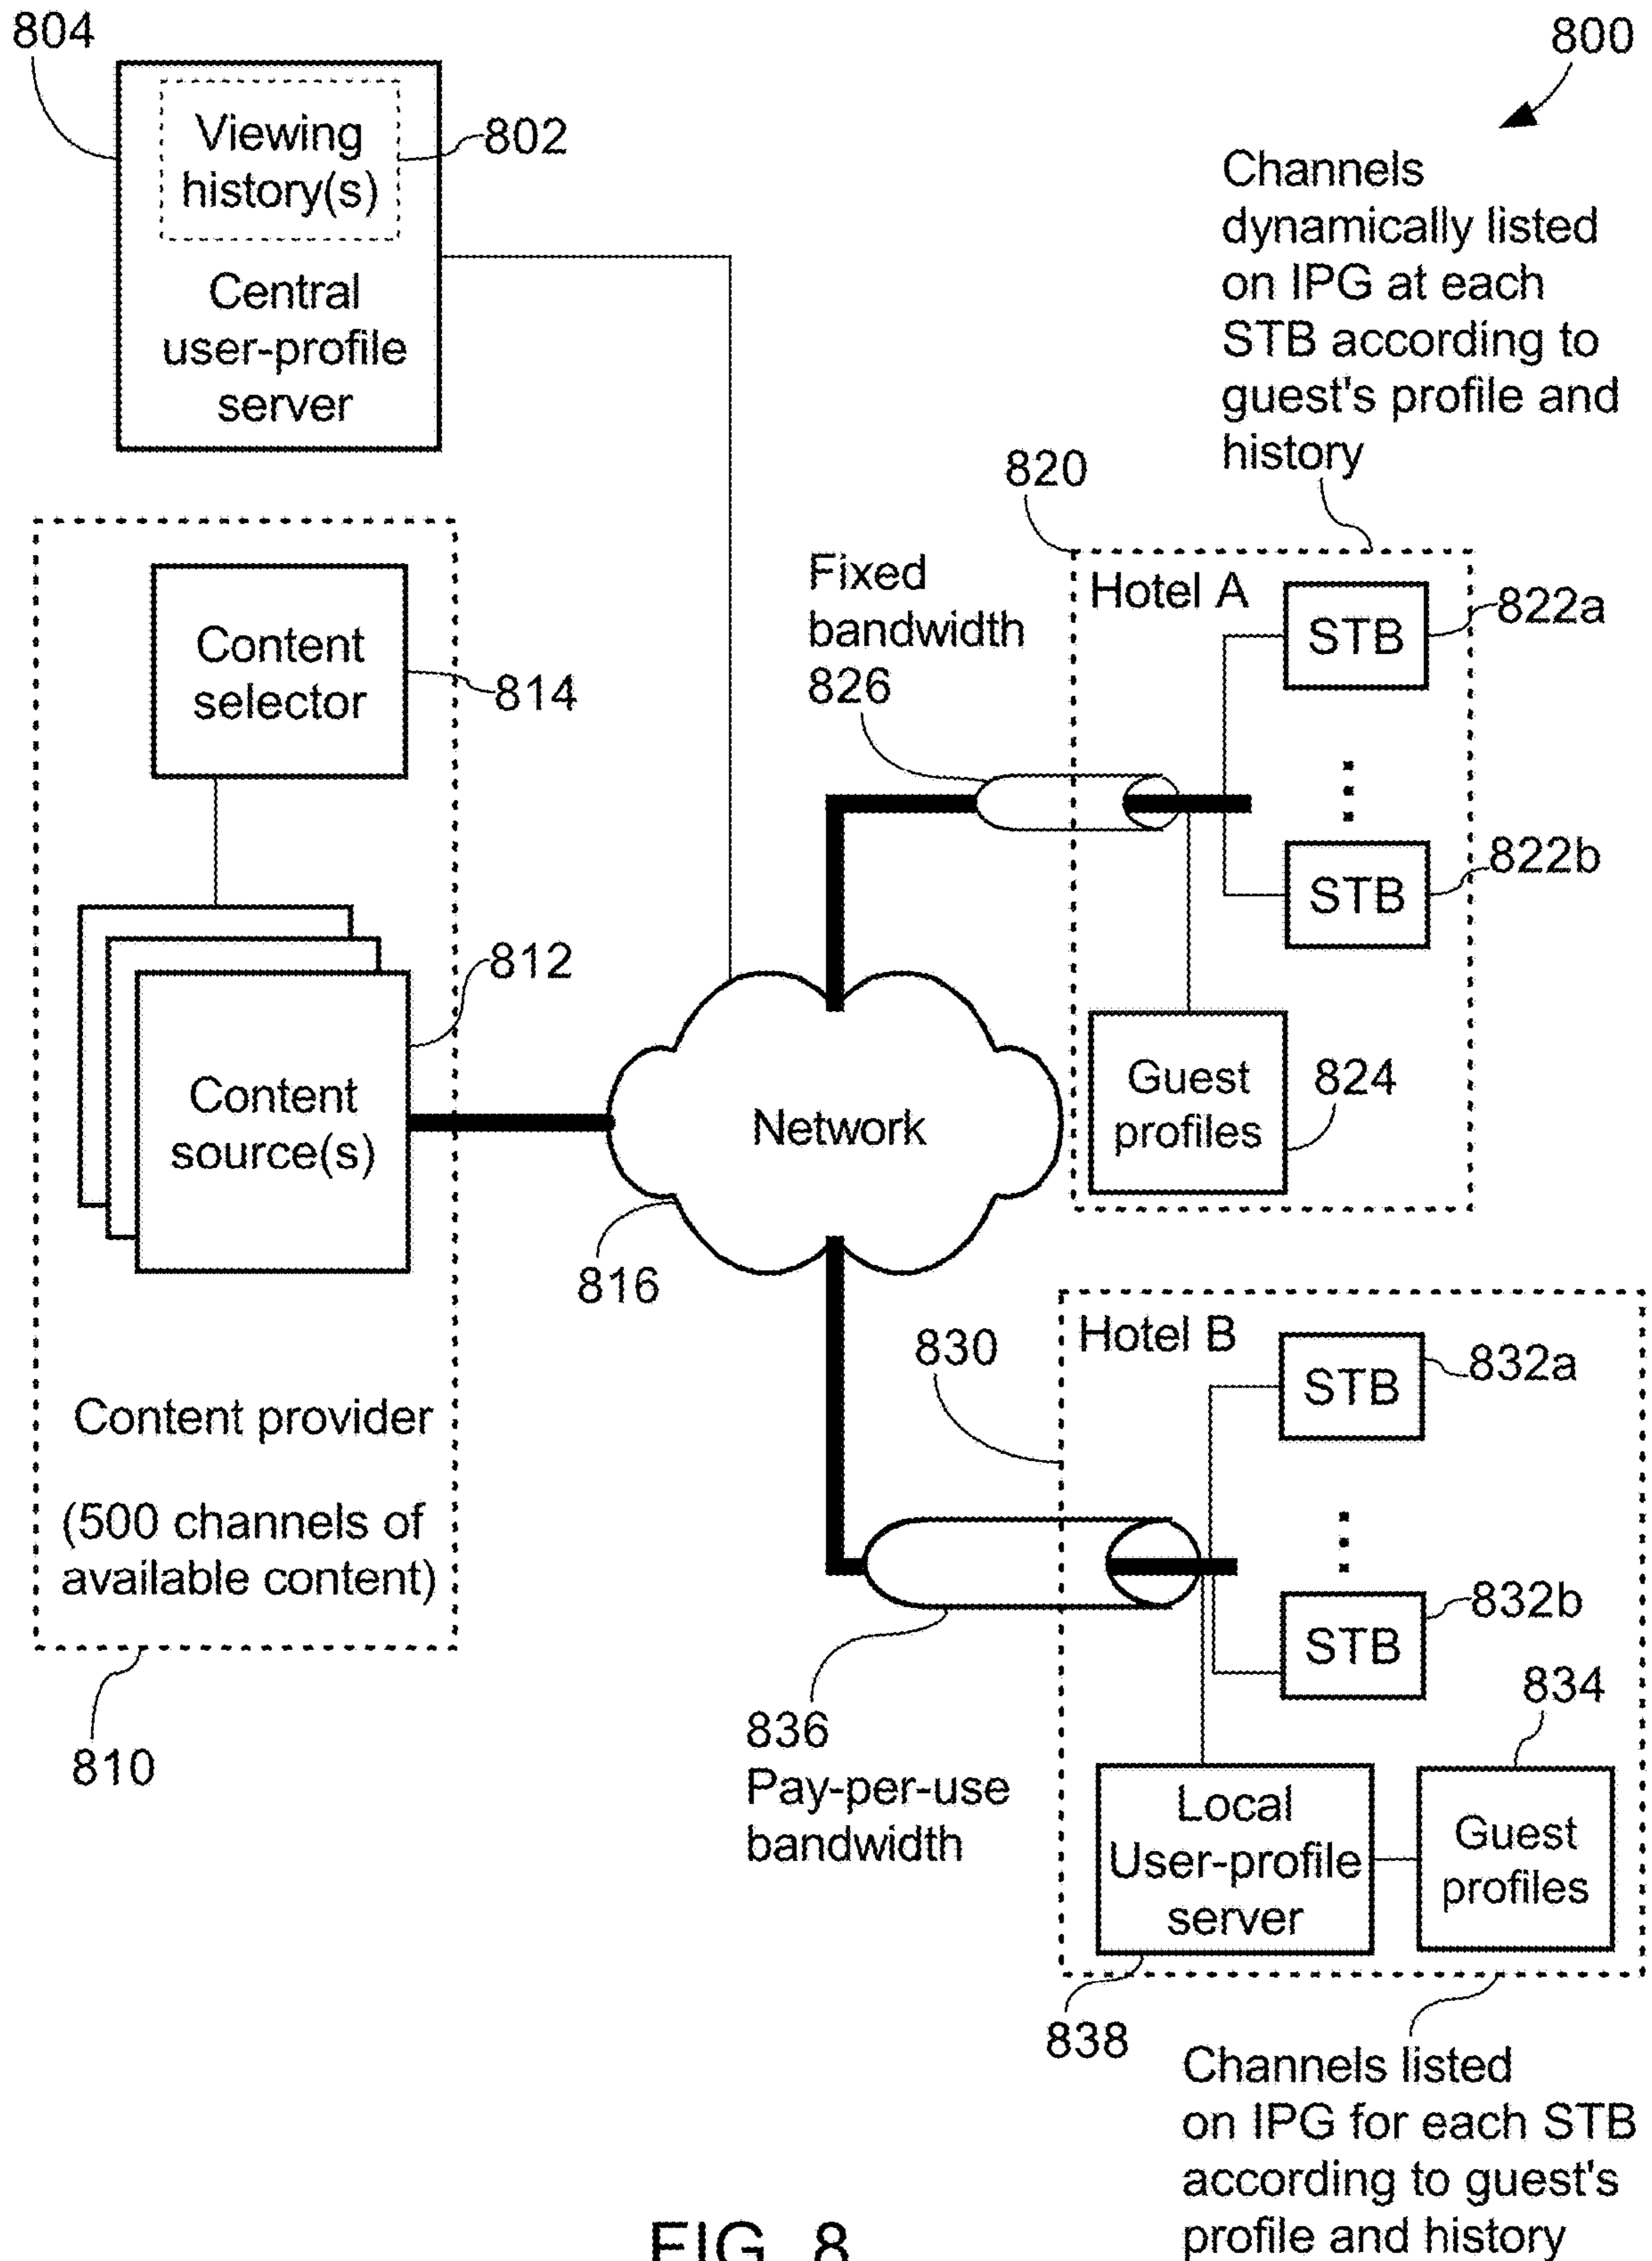 804
800
Viewing
history(s)
802
Central
user-profile
server
Channels
dynamically listed
on IPG at each
STB according to
guest's profile and
history
820
Content
selector
814
Fixed
bandwidth
826
Hotel A
STB
822a
STB
822b
812
Content
source(s)
Network
Guest
profiles
824
816
Content provider
(500 channels of
available content)
810
830
Hotel B
STB
832a
STB
832b
834
836
Pay-per-use
bandwidth
Local
User-profile
server
Guest
profiles
838
Channels listed
on IPG for each STB
according to guest's
profile and history
FIG. 8